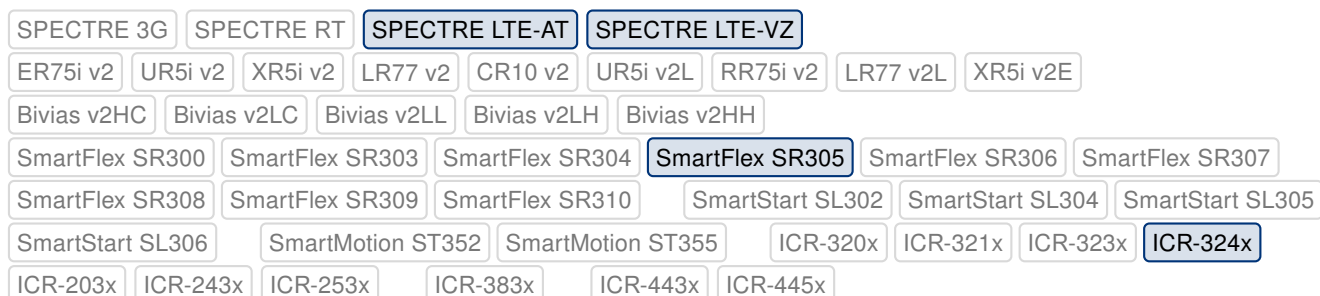 SPECTRE 3G SPECTRE RT SPECTRE LTE-AT SPECTRE LTE-VZ
ER75i v2 UR5i v2 XR5i v2 LR77 v2 CR10 v2 UR5i v2L RR75i v2 LR77 v2L XR5i v2E
Bivias v2HC Bivias v2LC Bivias v2LL Bivias v2LH Bivias v2HH
SmartFlex SR300 SmartFlex SR303 SmartFlex SR304 SmartFlex SR305 SmartFlex SR306 SmartFlex SR307
SmartFlex SR308 SmartFlex SR309 SmartFlex SR310 SmartStart SL302 SmartStart SL304 SmartStart SL305
SmartStart SL306 SmartMotion ST352 SmartMotion ST355 ICR-320x ICR-321x ICR-323x ICR-324x
ICR-203x ICR-243x ICR-253x ICR-383x ICR-443x ICR-445x